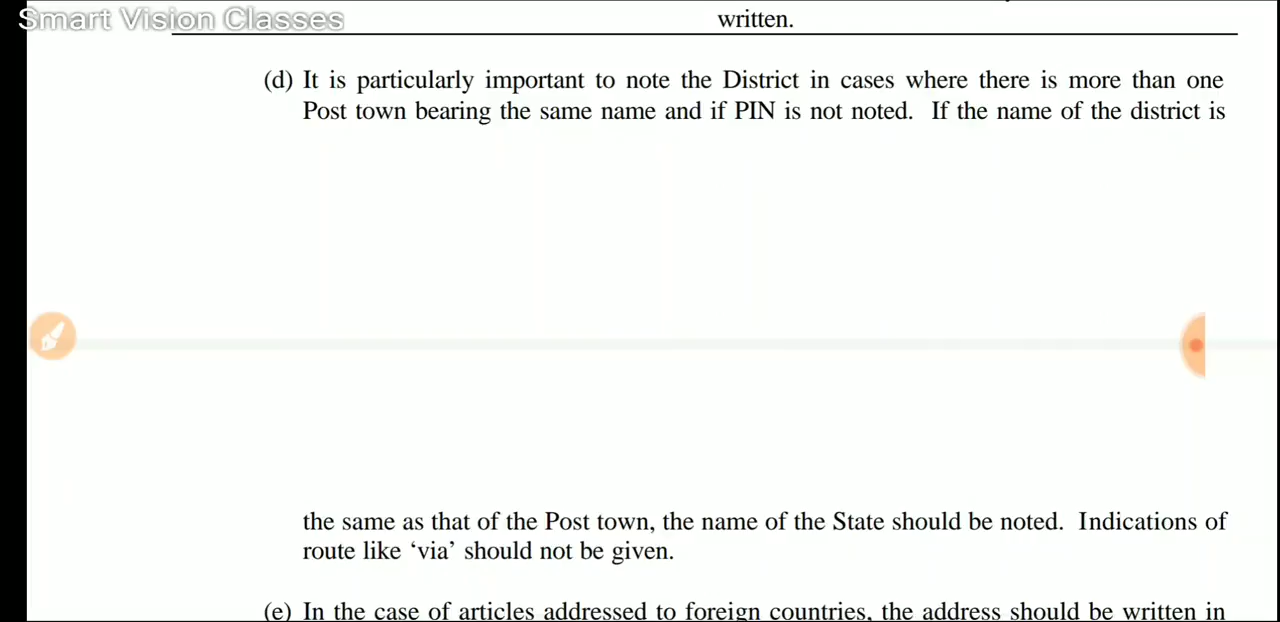 Smart Vision Classes
written.
(d) It is particularly important to note the District in cases where there is more than one
Post town bearing the same name and if PIN is not noted. If the name of the district is
the same as that of the Post town, the name of the State should be noted. Indications of
route like ‘via’ should not be given.
(e) In the case of articles addressed to foreign countries, the address should be written in